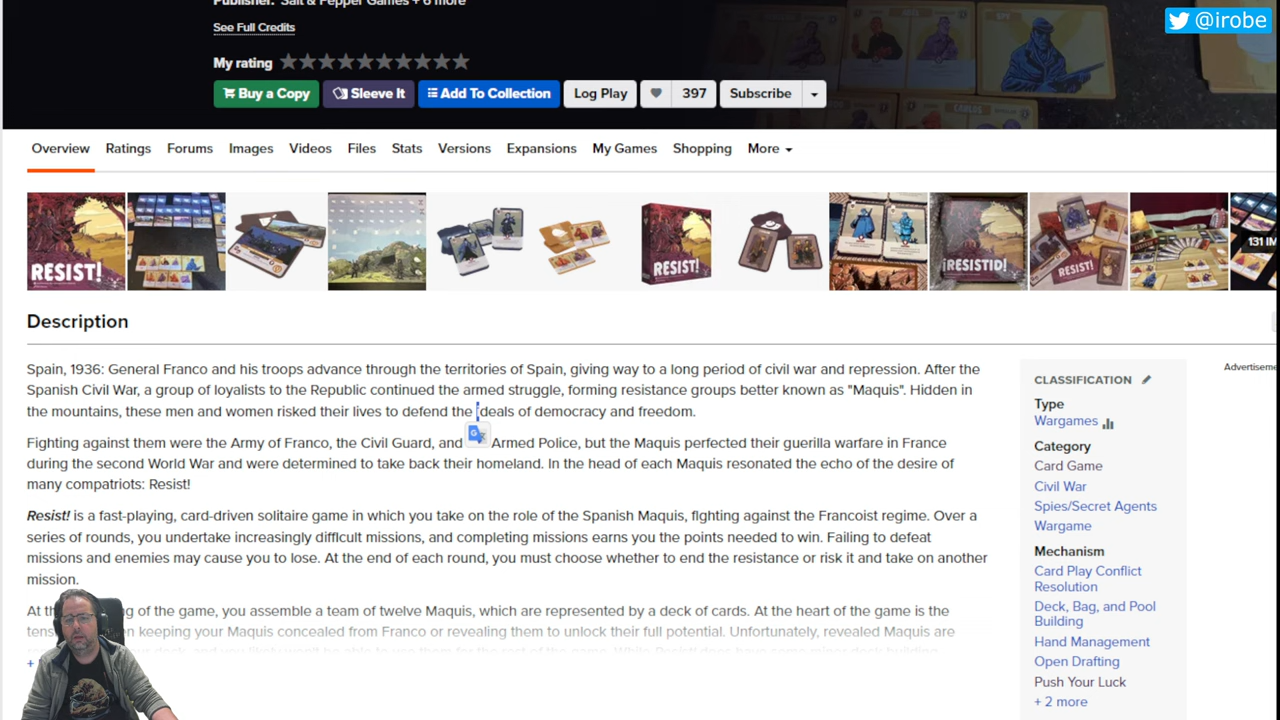 Publisher: Salt & Pepper Games + 6 more
@irobe
See Full Credits
My rating
Buy a Copy
Sleeve It
Add To Collection
Log Play
397
Subscribe
Overview
Ratings
Forums
Images
Videos
Files
Stats
Versions
Expansions
My Games
Shopping
More
RESIST!
RESIST!
¡RESISTID!
RESIST!
131 IM
Description
Spain, 1936: General Franco and his troops advance through the territories of Spain, giving way to a long period of civil war and repression. After the
Spanish Civil War, a group of loyalists to the Republic continued the armed struggle, forming resistance groups better known as "Maquis". Hidden in
the mountains, these men and women risked their lives to defend the ideals of democracy and freedom.
Fighting against them were the Army of Franco, the Civil Guard, and Armed Police, but the Maquis perfected their guerilla warfare in France
during the second World War and were determined to take back their homeland. In the head of each Maquis resonated the echo of the desire of
many compatriots: Resist!
Resist! is a fast-playing, card-driven solitaire game in which you take on the role of the Spanish Maquis, fighting against the Francoist regime. Over a
series of rounds, you undertake increasingly difficult missions, and completing missions earns you the points needed to win. Failing to defeat
missions and enemies may cause you to lose. At the end of each round, you must choose whether to end the resistance or risk it and take on another
mission.
At th ng of the game, you assemble a team of twelve Maquis, which are represented by a deck of cards. At the heart of the game is the
tens en keeping your Maquis concealed from Franco or revealing them to unlock their full potential. Unfortunately, revealed Maquis are
Advertiseme
CLASSIFICATION
Type
Wargames
Category
Card Game
Civil War
Spies/Secret Agents
Wargame
Mechanism
Card Play Conflict
Resolution
Deck, Bag, and Pool
Building
Hand Management
Open Drafting
Push Your Luck
+ 2 more